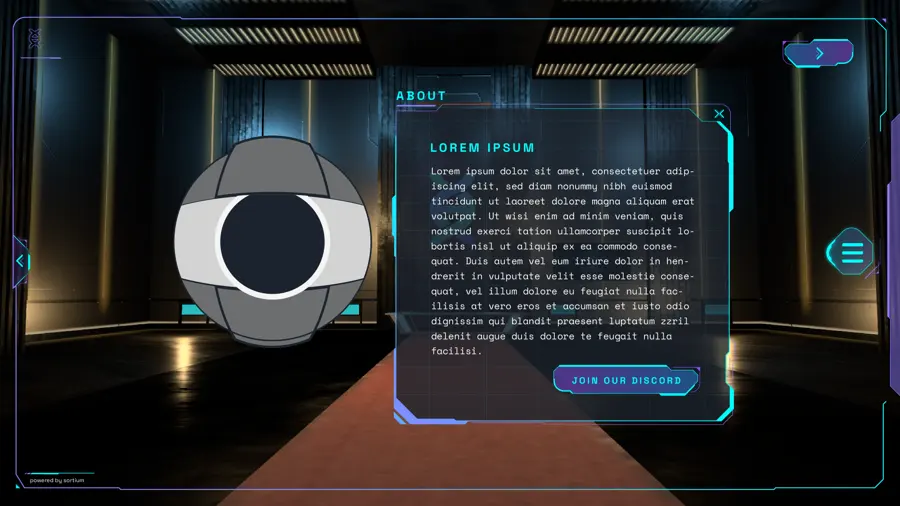 ABOUT
LOREM IPSUM
Lorem ipsum dolor sit amet, consectetuer adip-
iscing elit, sed diam nonummy nibh euismod
tincidunt ut laoreet dolore magna aliquam erat
volutpat. Ut wisi enim ad minim veniam, quis
nostrud exerci tation ullamcorper suscipit lo-
bortis nisl ut aliquip ex ea commodo conse-
quat. Duis autem vel eum iriure dolor in hen-
drerit in vulputate velit esse molestie conse-
quat, vel illum dolore eu feugiat nulla fac-
ilisis at vero eros et accumsan et iusto odio
dignissim qui blandit praesent luptatum zzril
delenit augue duis dolore te feugait nulla
facilisi.
JOIN OUR DISCORD
powered by sortium